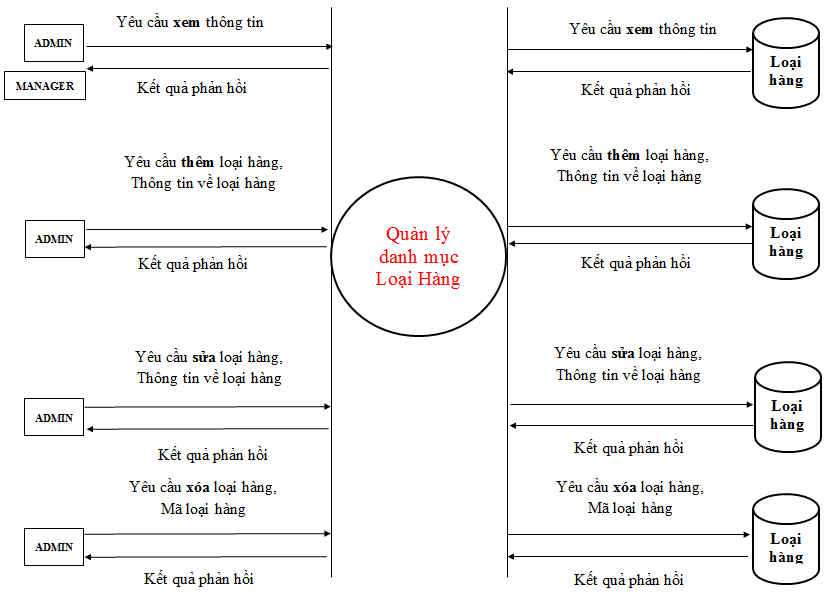 Yêu cầu xem thông tin
ADMIN
MANAGER
Kết quả phản hồi
Yêu cầu xem thông tin
Kết quả phản hồi
Loại
hàng
Yêu cầu thêm loại hàng,
Thông tin về loại hàng
ADMIN
Kết quả phản hồi
Quản lý
danh mục
Loại Hàng
Yêu cầu thêm loại hàng,
Thông tin về loại hàng
Kết quả phản hồi
Loại
hàng
Yêu cầu sửa loại hàng,
Thông tin về loại hàng
ADMIN
Kết quả phản hồi
Yêu cầu sửa loại hàng,
Thông tin về loại hàng
Kết quả phản hồi
Loại
hàng
Yêu cầu xóa loại hàng,
Mã loại hàng
ADMIN
Kết quả phản hồi
Yêu cầu xóa loại hàng,
Mã loại hàng
Kết quả phản hồi
Loại
hàng